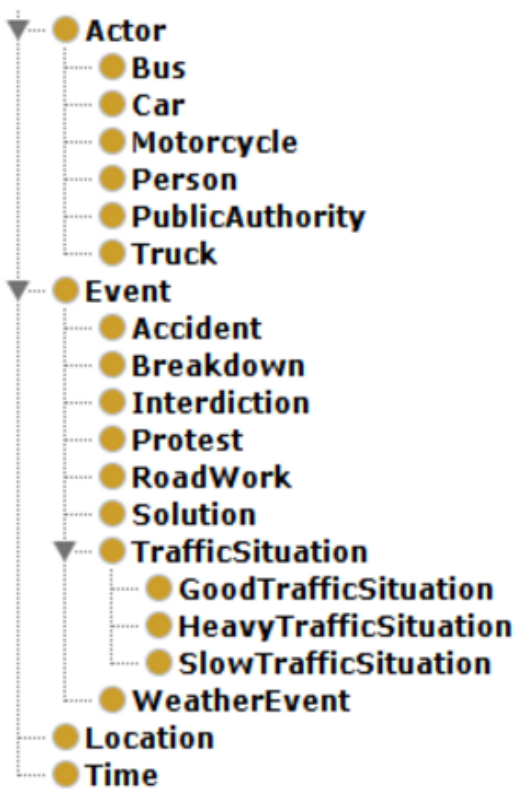 Actor
Bus
Car
Motorcycle
Person
PublicAuthority
Truck
Event
Accident
Breakdown
Interdiction
Protest
RoadWork
Solution
TrafficSituation
GoodTrafficSituation
HeavyTrafficSituation
SlowTrafficSituation
WeatherEvent
Location
Time